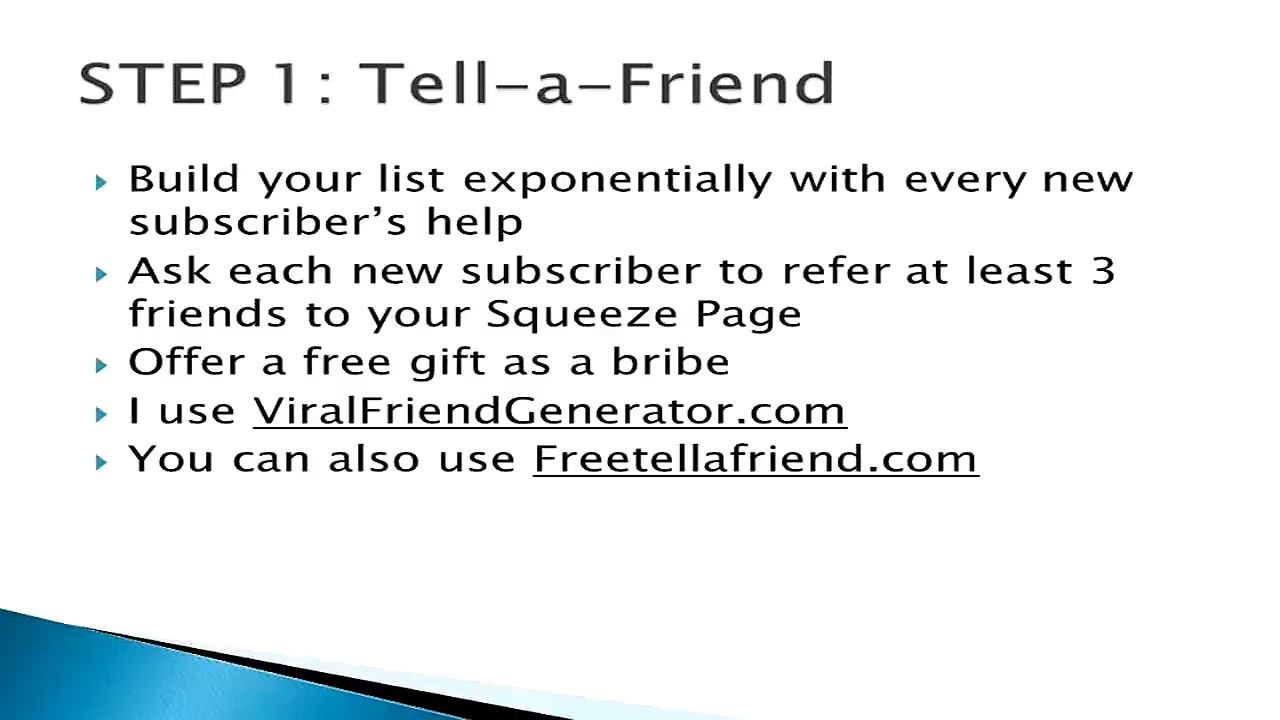 STEP 1: Tell-a-Friend
Build your list exponentially with every new
subscriber’s help
Ask each new subscriber to refer at least 3
friends to your Squeeze Page
Offer a free gift as a bribe
I use ViralFriendGenerator.com
You can also use Freetellafriend.com